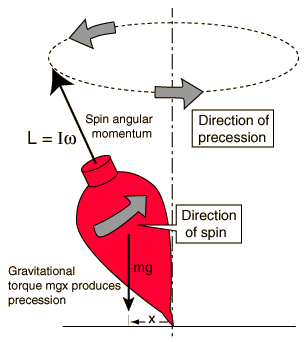 Spin angular
momentum
L = Iω
Direction of
precession
Direction
of spin
mg
Gravitational
torque mgx produces
precession
x